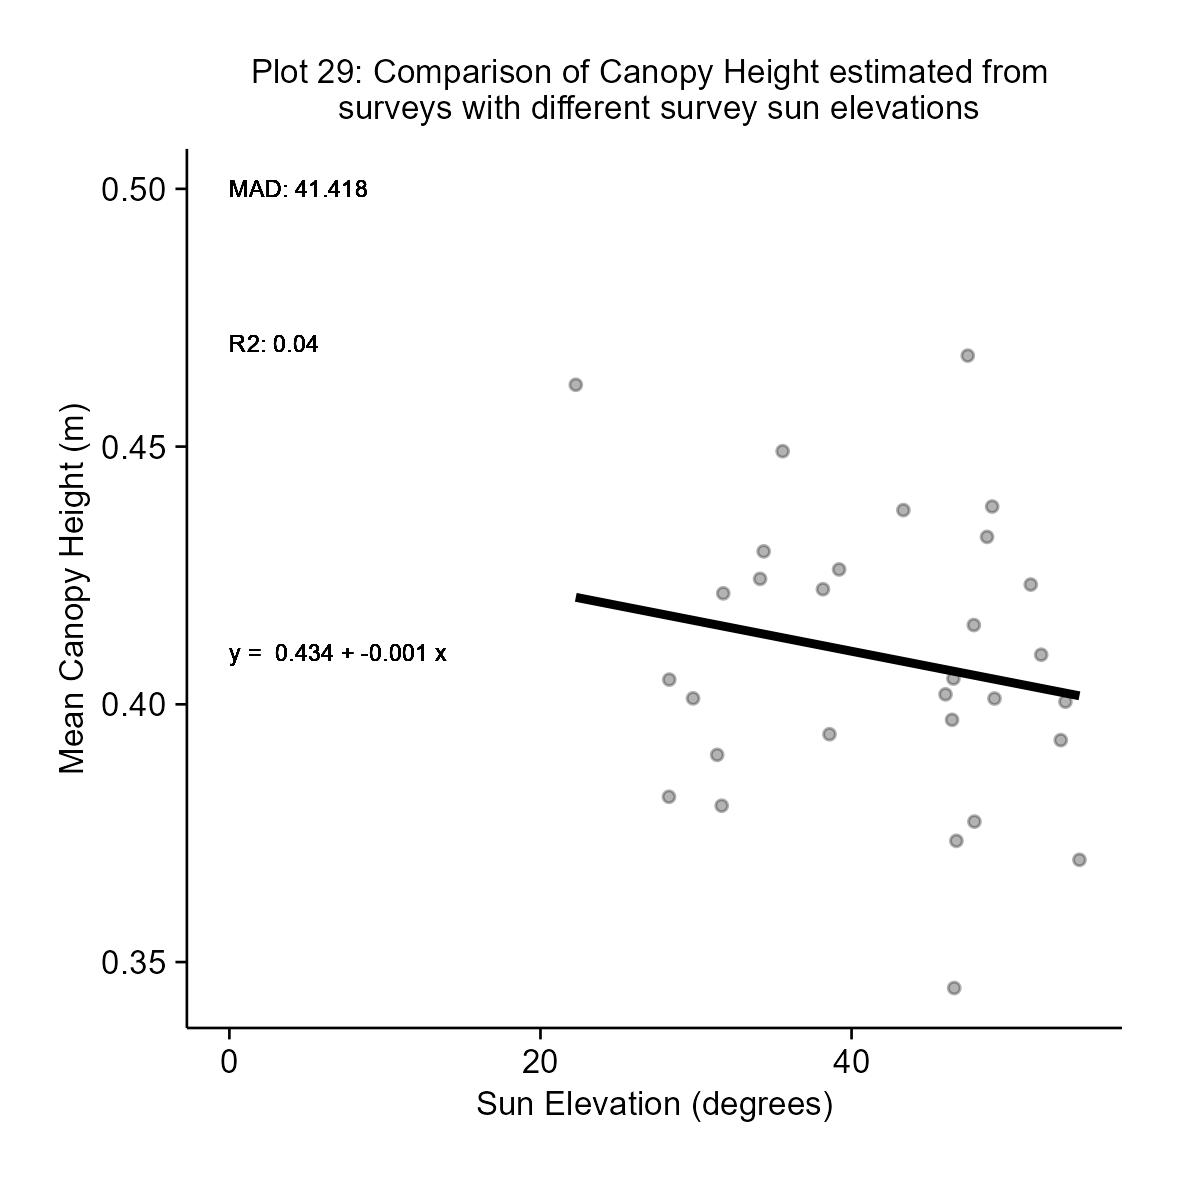 Plot 29: Comparison of Canopy Height estimated from
surveys with different survey sun elevations
0.50
MAD: 41.418
R2: 0.04
0.45
Mean Canopy Height (m)
y =  0.434 + -0.001 x
0.40
0.35
0
20
40
Sun Elevation (degrees)